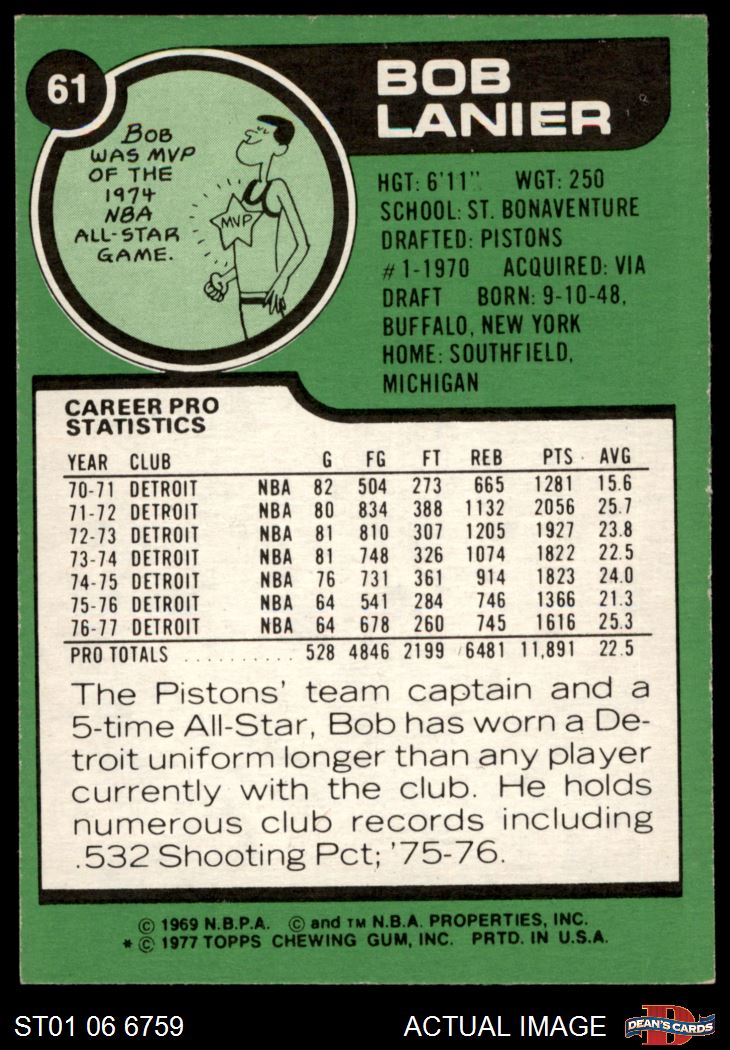 61
BOB
LANIER
BOB
WAS MVP
OF THE
1974
NBA
ALL-STAR
GAME.
MVP
HGT: 6'11" WGT: 250
SCHOOL: ST. BONAVENTURE
DRAFTED: PISTONS
#1-1970 ACQUIRED: VIA
DRAFT BORN: 9-10-48,
BUFFALO, NEW YORK
HOME: SOUTHFIELD,
MICHIGAN
CAREER PRO
STATISTICS
YEAR CLUB G FG FT REB PTS AVG
70-71 DETROIT NBA 82 504 273 665 1281 15.6
71-72 DETROIT NBA 80 834 388 1132 2056 25.7
72-73 DETROIT NBA 81 810 307 1205 1927 23.8
73-74 DETROIT NBA 81 748 326 1074 1822 22.5
74-75 DETROIT NBA 76 731 361 914 1823 24.0
75-76 DETROIT NBA 64 541 284 746 1366 21.3
76-77 DETROIT NBA 64 678 260 745 1616 25.3
PRO TOTALS .......... 528 4846 2199 6481 11,891 22.5
The Pistons' team captain and a
5-time All-Star, Bob has worn a De-
troit uniform longer than any player
currently with the club. He holds
numerous club records including
.532 Shooting Pct; '75-76.
© 1969 N.B.P.A. © and TM N.B.A. PROPERTIES, INC.
* © 1977 TOPPS CHEWING GUM, INC. PRTD. IN U.S.A.
ST01 06 6759 ACTUAL IMAGE
D
DEAN'S CARDS